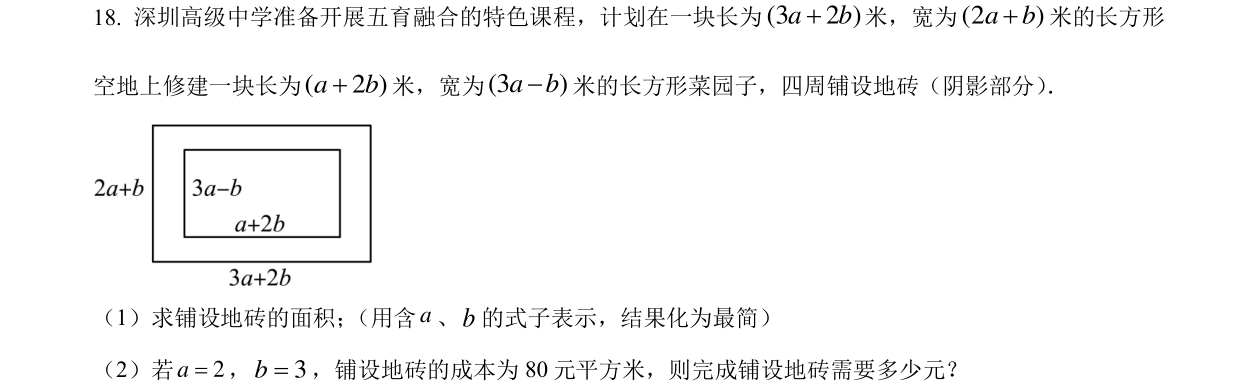 18. 深圳高级中学准备开展五育融合的特色课程，计划在一块长为(3a+2b)米，宽为(2a+b)米的长方形
空地上修建一块长为(a+2b)米，宽为(3a−b)米的长方形菜园子，四周铺设地砖（阴影部分）.
2a+b
3a−b
a+2b
3a+2b
（1）求铺设地砖的面积；（用含a、b的式子表示，结果化为最简）
（2）若a=2，b=3，铺设地砖的成本为80元平方米，则完成铺设地砖需要多少元？